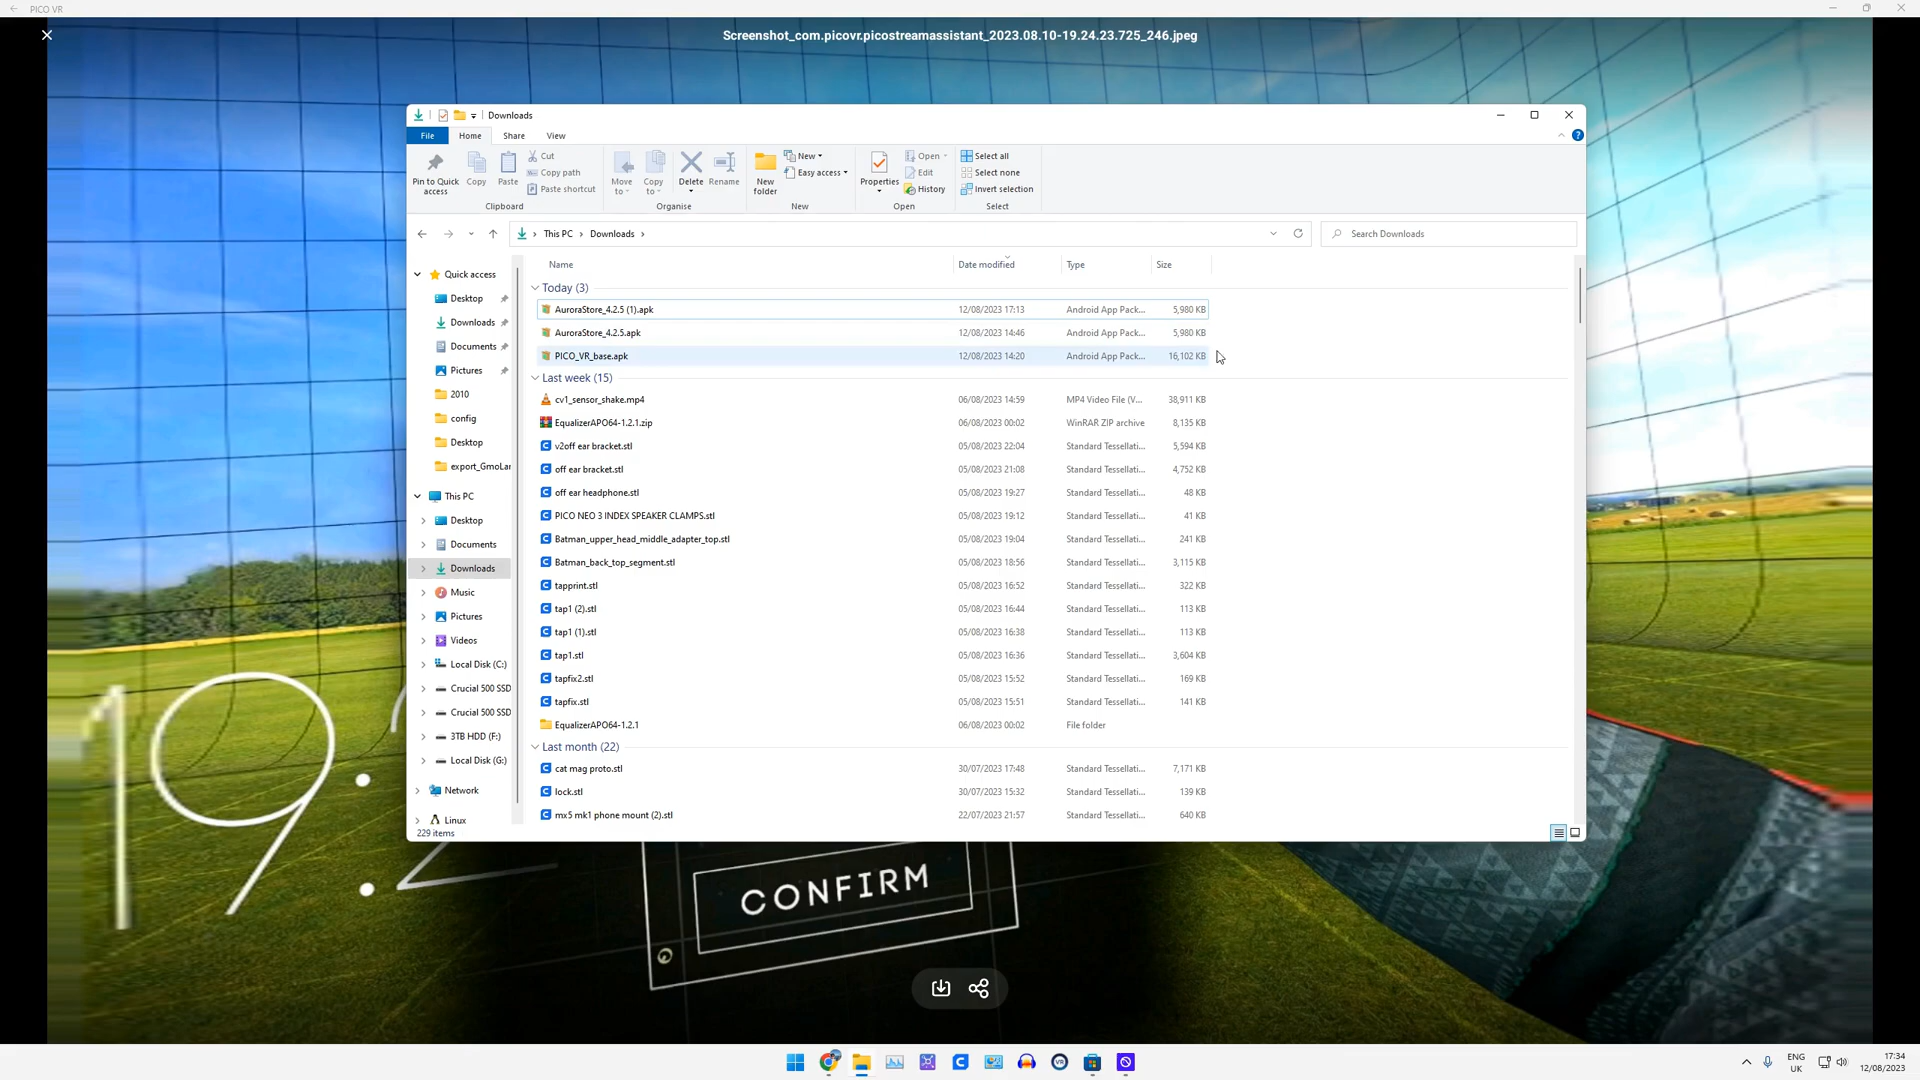 PICO VR
Screenshot_com.picovr.picostreamassistant_2023.08.10-19.24.23.725_246.jpeg
Downloads
File Home Share View
Pin to Quick access
Copy
Paste
Cut
Copy path
Paste shortcut
Clipboard
Move to
Copy to
Delete
Rename
Organise
New folder
New
Easy access
New
Properties
Open
Edit
History
Open
Select all
Select none
Invert selection
Select
This PC > Downloads >
Search Downloads
Quick access
Desktop
Downloads
Documents
Pictures
2010
config
Desktop
export_GmoLar
This PC
Desktop
Documents
Downloads
Music
Pictures
Videos
Local Disk (C:)
Crucial 500 SSD
Crucial 500 SSD
3TB HDD (F:)
Local Disk (G:)
Network
Linux
229 items
Name Date modified Type Size
Today (3)
AuroraStore_4.2.5 (1).apk 12/08/2023 17:13 Android App Pack... 5,980 KB
AuroraStore_4.2.5.apk 12/08/2023 14:46 Android App Pack... 5,980 KB
PICO_VR_base.apk 12/08/2023 14:20 Android App Pack... 16,102 KB
Last week (15)
cv1_sensor_shake.mp4 06/08/2023 14:59 MP4 Video File (V... 38,911 KB
EqualizerAPO64-1.2.1.zip 06/08/2023 00:02 WinRAR ZIP archive 8,135 KB
v2off ear bracket.stl 05/08/2023 22:04 Standard Tessellati... 5,594 KB
off ear bracket.stl 05/08/2023 21:08 Standard Tessellati... 4,752 KB
off ear headphone.stl 05/08/2023 19:27 Standard Tessellati... 48 KB
PICO NEO 3 INDEX SPEAKER CLAMPS.stl 05/08/2023 19:12 Standard Tessellati... 41 KB
Batman_upper_head_middle_adapter_top.stl 05/08/2023 19:04 Standard Tessellati... 241 KB
Batman_back_top_segment.stl 05/08/2023 18:56 Standard Tessellati... 3,115 KB
tapprint.stl 05/08/2023 16:52 Standard Tessellati... 322 KB
tap1 (2).stl 05/08/2023 16:44 Standard Tessellati... 113 KB
tap1 (1).stl 05/08/2023 16:38 Standard Tessellati... 113 KB
tap1.stl 05/08/2023 16:36 Standard Tessellati... 3,604 KB
tapfix2.stl 05/08/2023 15:52 Standard Tessellati... 169 KB
tapfix.stl 05/08/2023 15:51 Standard Tessellati... 141 KB
EqualizerAPO64-1.2.1 06/08/2023 00:02 File folder
Last month (22)
cat mag proto.stl 30/07/2023 17:48 Standard Tessellati... 7,171 KB
lock.stl 30/07/2023 15:32 Standard Tessellati... 139 KB
mx5 mk1 phone mount (2).stl 22/07/2023 21:57 Standard Tessellati... 640 KB
19:2
CONFIRM
ENG
UK
17:34
12/08/2023